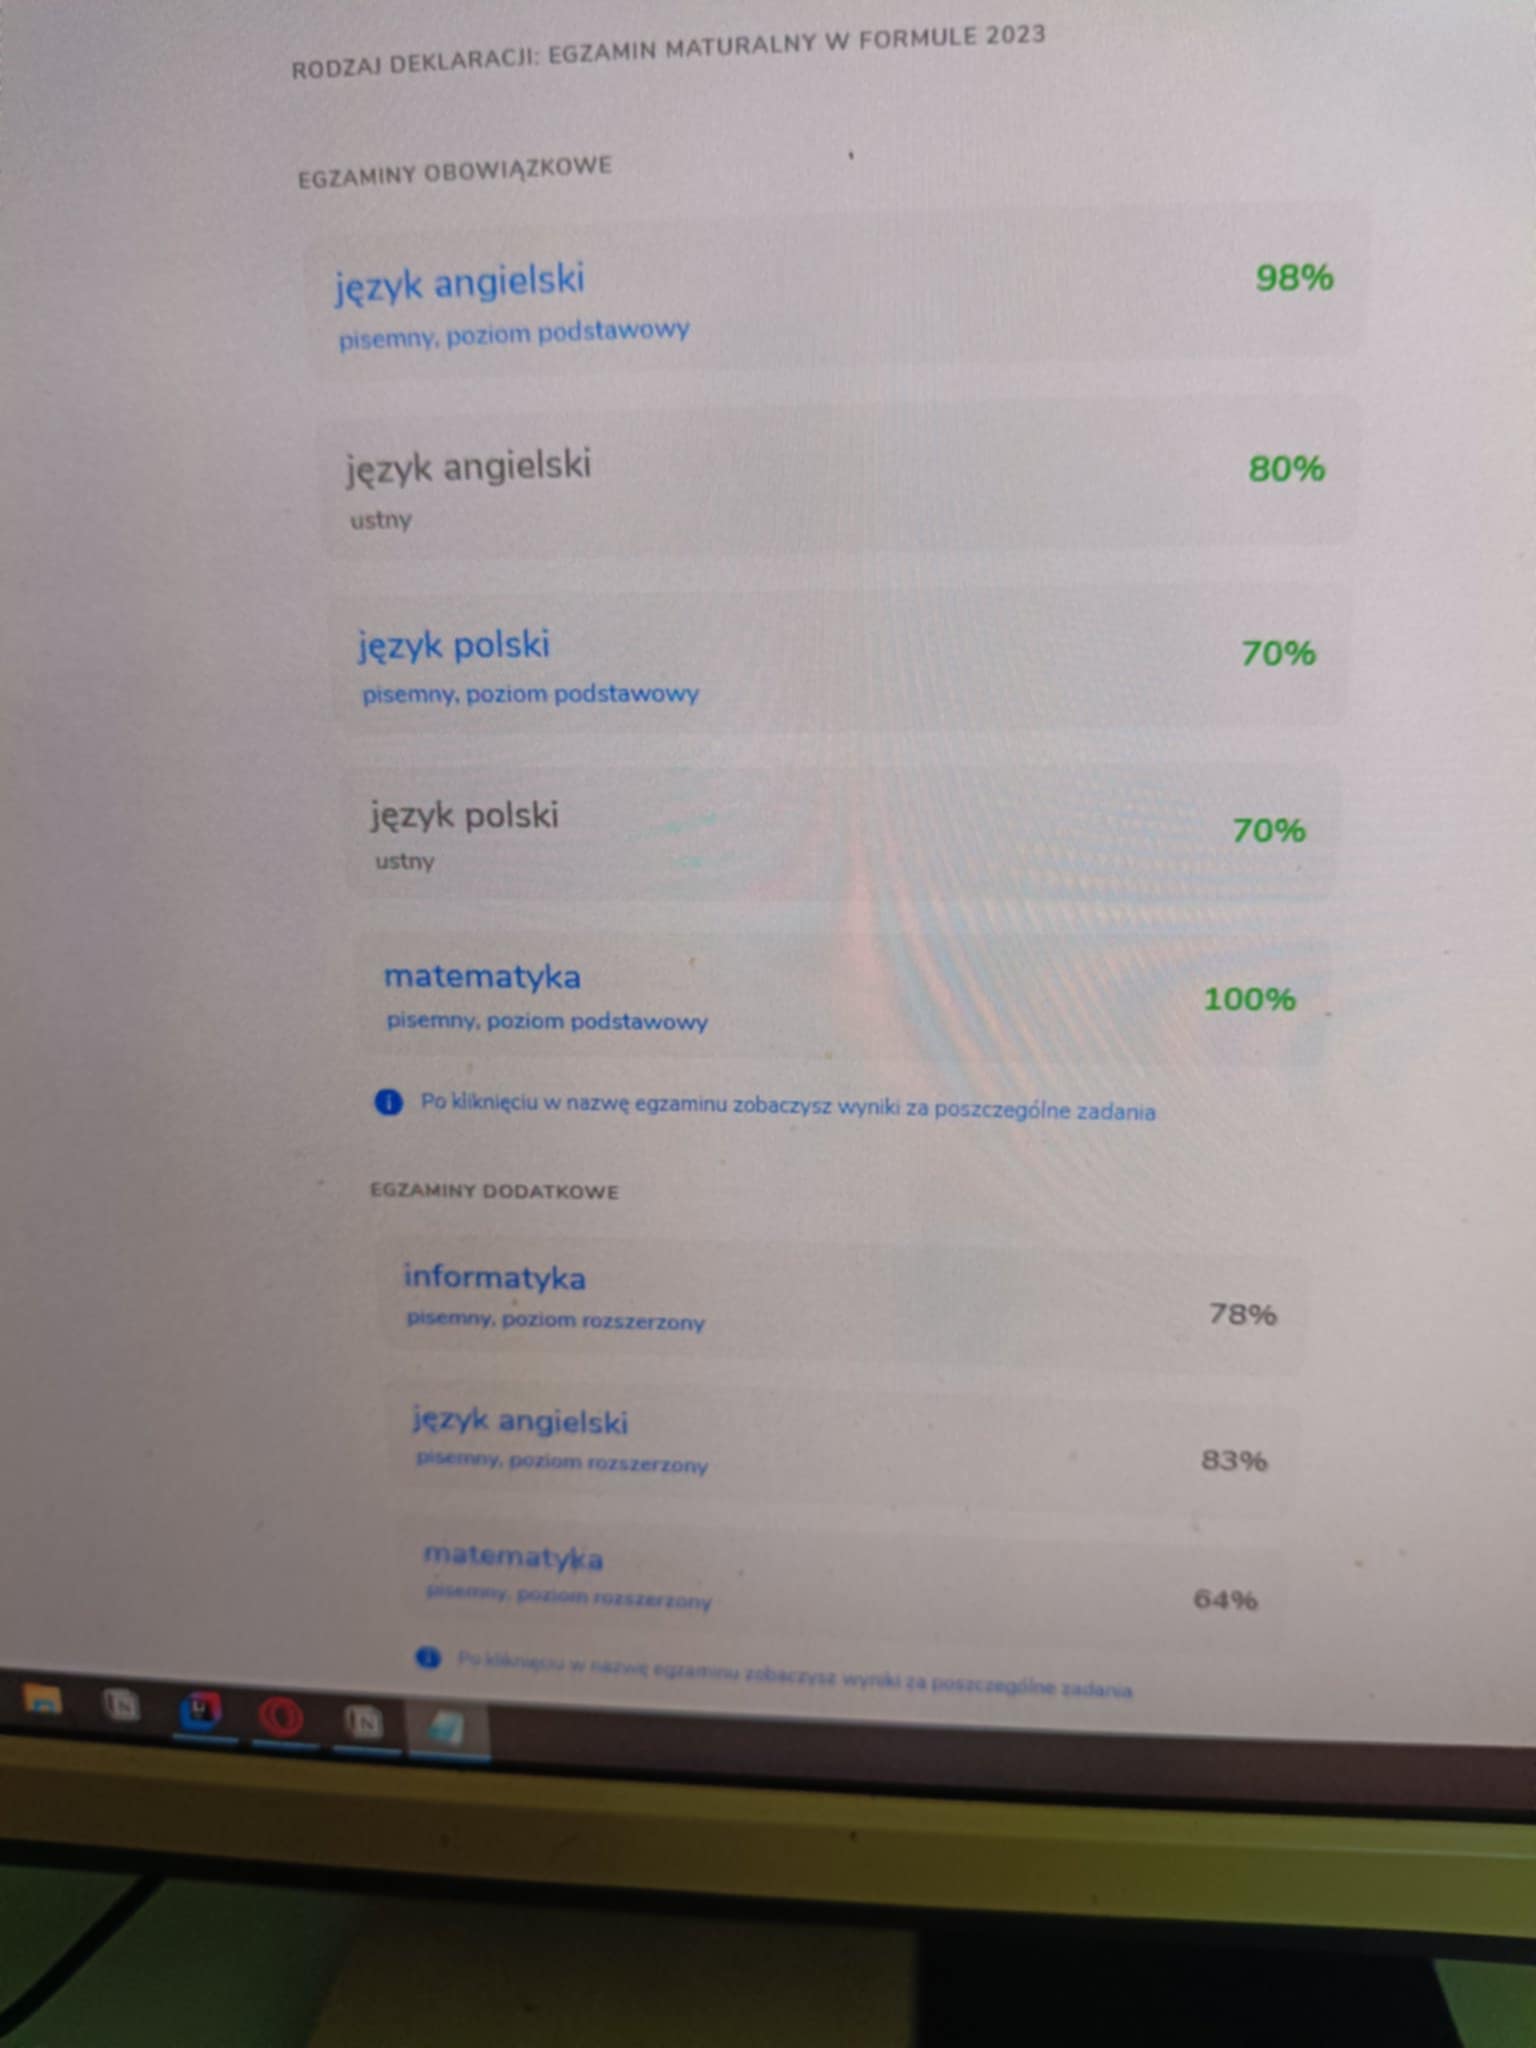 RODZAJ DEKLARACJI: EGZAMIN MATURALNY W FORMULE 2023
EGZAMINY OBOWIĄZKOWE
język angielski
98%
pisemny, poziom podstawowy
język angielski
80%
ustny
język polski
70%
pisemny, poziom podstawowy
język polski
70%
ustny
matematyka
100%
pisemny, poziom podstawowy
i Po kliknięciu w nazwę egzaminu zobaczysz wyniki za poszczególne zadania
EGZAMINY DODATKOWE
informatyka
78%
pisemny, poziom rozszerzony
język angielski
83%
pisemny, poziom rozszerzony
matematyka
64%
pisemny, poziom rozszerzony
i Po kliknięciu w nazwę egzaminu zobaczysz wyniki za poszczególne zadania